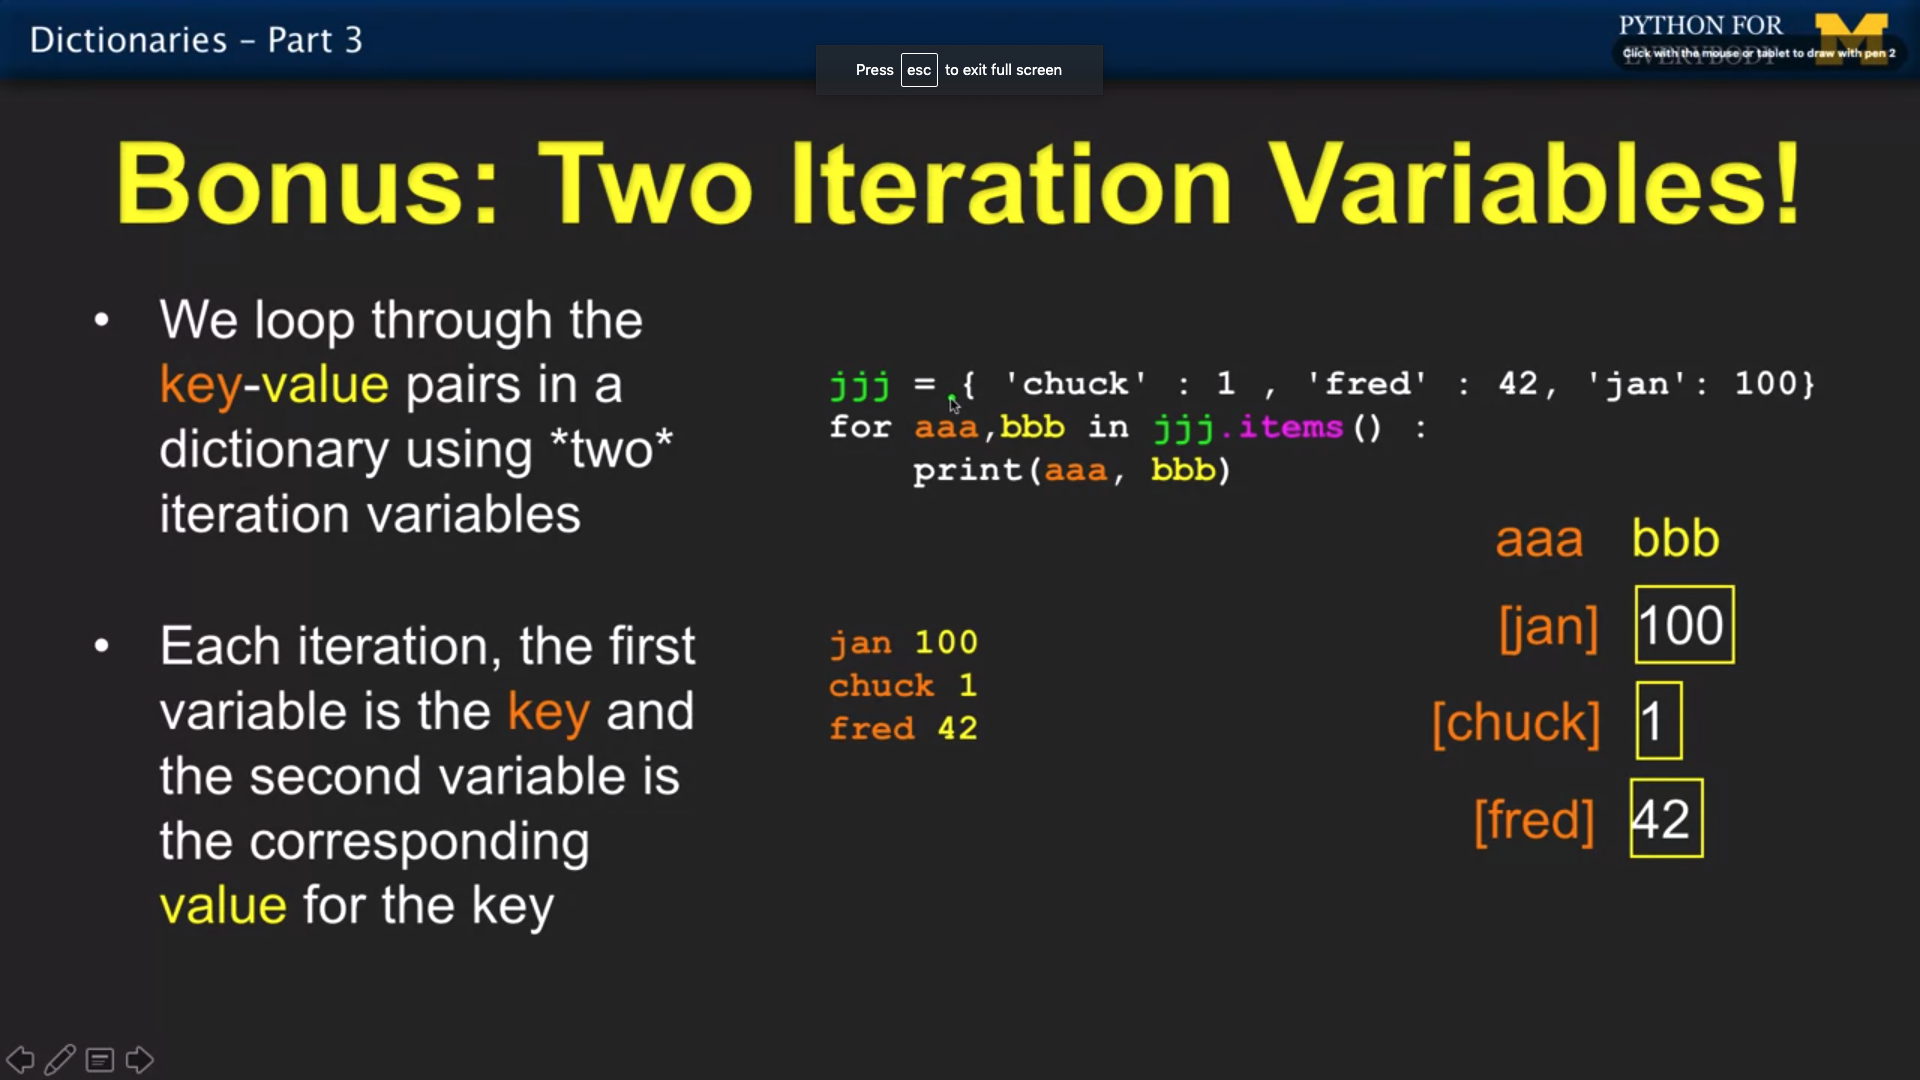 Dictionaries – Part 3
PYTHON FOR
EVERYBODY
Click with the mouse or tablet to draw with pen 2
Press esc to exit full screen
Bonus: Two Iteration Variables!
• We loop through the
key-value pairs in a
dictionary using *two*
iteration variables
• Each iteration, the first
variable is the key and
the second variable is
the corresponding
value for the key
jjj = { 'chuck' : 1 , 'fred' : 42, 'jan': 100}
for aaa,bbb in jjj.items() :
print(aaa, bbb)
jan 100
chuck 1
fred 42
aaa bbb
[jan] 100
[chuck] 1
[fred] 42